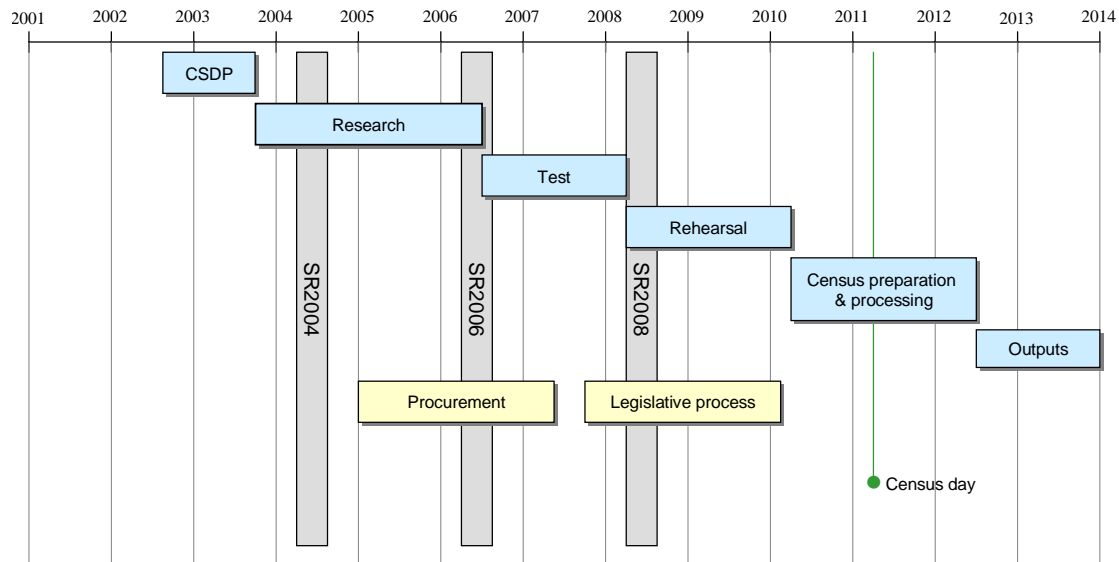 2001 2002 2003 2004 2005 2006 2007 2008 2009 2010 2011 2012 2013 2014
CSDP
Research
Test
Rehearsal
SR2004
SR2006
SR2008
Census preparation
& processing
Outputs
Procurement
Legislative process
Census day